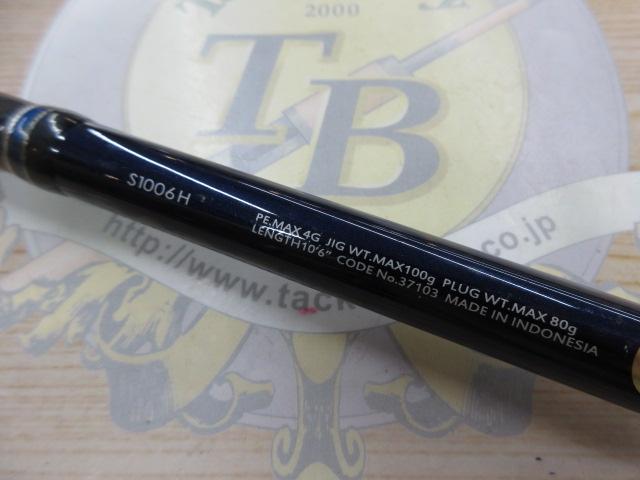 2000
TB
S1006H
PE.MAX 4G JIG WT.MAX100g PLUG WT.MAX 80g
LENGTH10'6" CODE No.37103 MADE IN INDONESIA
http://www.tack
.co.jp